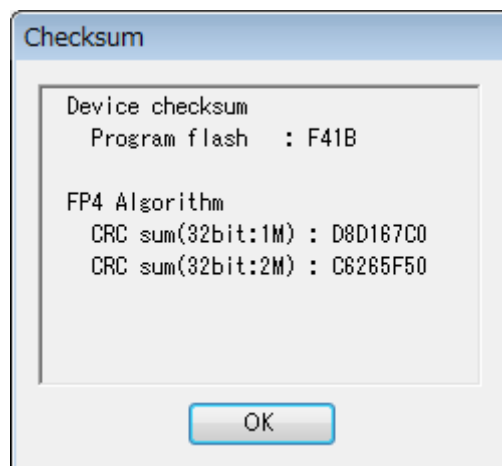 Checksum
Device checksum
Program flash : F41B
FP4 Algorithm
CRC sum(32bit:1M) : D8D167C0
CRC sum(32bit:2M) : C6265F50
OK